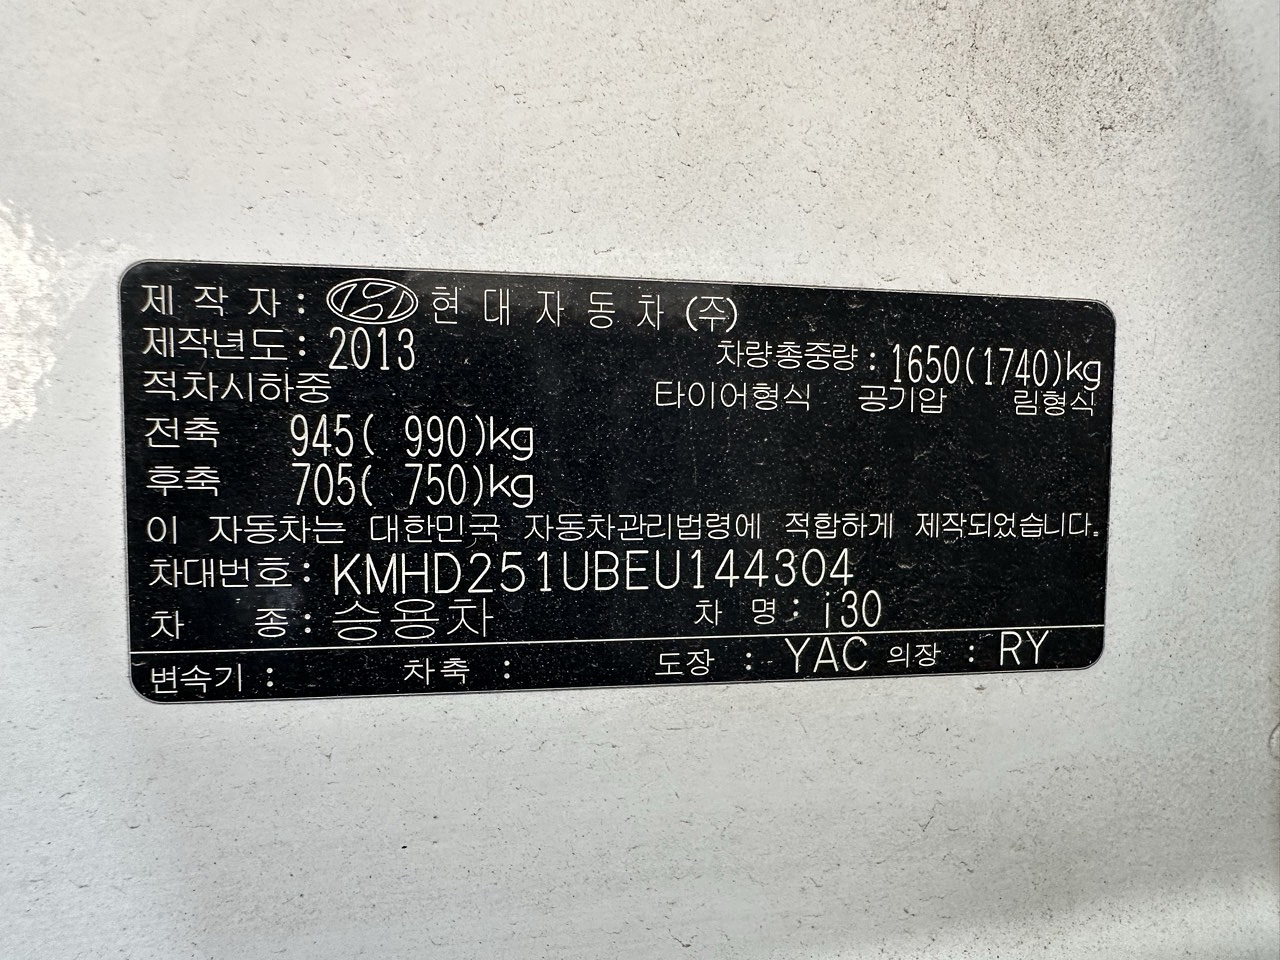 제 작 자 : 현 대 자 동 차 (주)
제작년도 : 2013 차량총중량 : 1650(1740)kg
적차시하중 타이어형식 공기압 림형식
전축 945( 990)kg
후축 705( 750)kg
이 자동차는 대한민국 자동차관리법령에 적합하게 제작되었습니다.
차대번호 : KMHD251UBEU144304
차 종 : 승용차 차 명 : i30
변속기 : 차축 : 도장 : YAC 의장 : RY